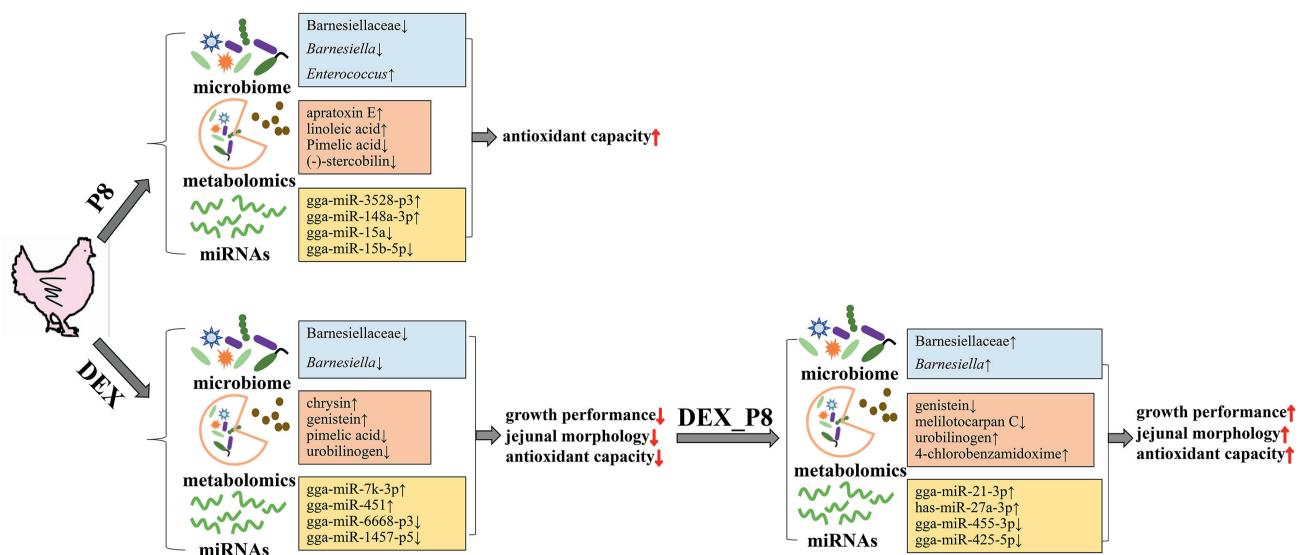 P8
microbiome
Barnesiellaceae↓
Barnesiella↓
Enterococcus↑
metabolomics
apratoxin E↑
linoleic acid↑
Pimelic acid↓
(-)-stercobilin↓
miRNAs
gga-miR-3528-p3↑
gga-miR-148a-3p↑
gga-miR-15a↓
gga-miR-15b-5p↓
antioxidant capacity↑
DEX
microbiome
Barnesiellaceae↓
Barnesiella↓
metabolomics
chrysin↑
genistein↑
pimelic acid↓
urobilinogen↓
miRNAs
gga-miR-7k-3p↑
gga-miR-451↑
gga-miR-6668-p3↓
gga-miR-1457-p5↓
growth performance↓
jejunal morphology↓
antioxidant capacity↓
DEX_P8
microbiome
Barnesiellaceae↑
Barnesiella↑
metabolomics
genistein↓
melilotocarpan C↓
urobilinogen↑
4-chlorobenzamidoxime↑
miRNAs
gga-miR-21-3p↑
has-miR-27a-3p↑
gga-miR-455-3p↓
gga-miR-425-5p↓
growth performance↑
jejunal morphology↑
antioxidant capacity↑